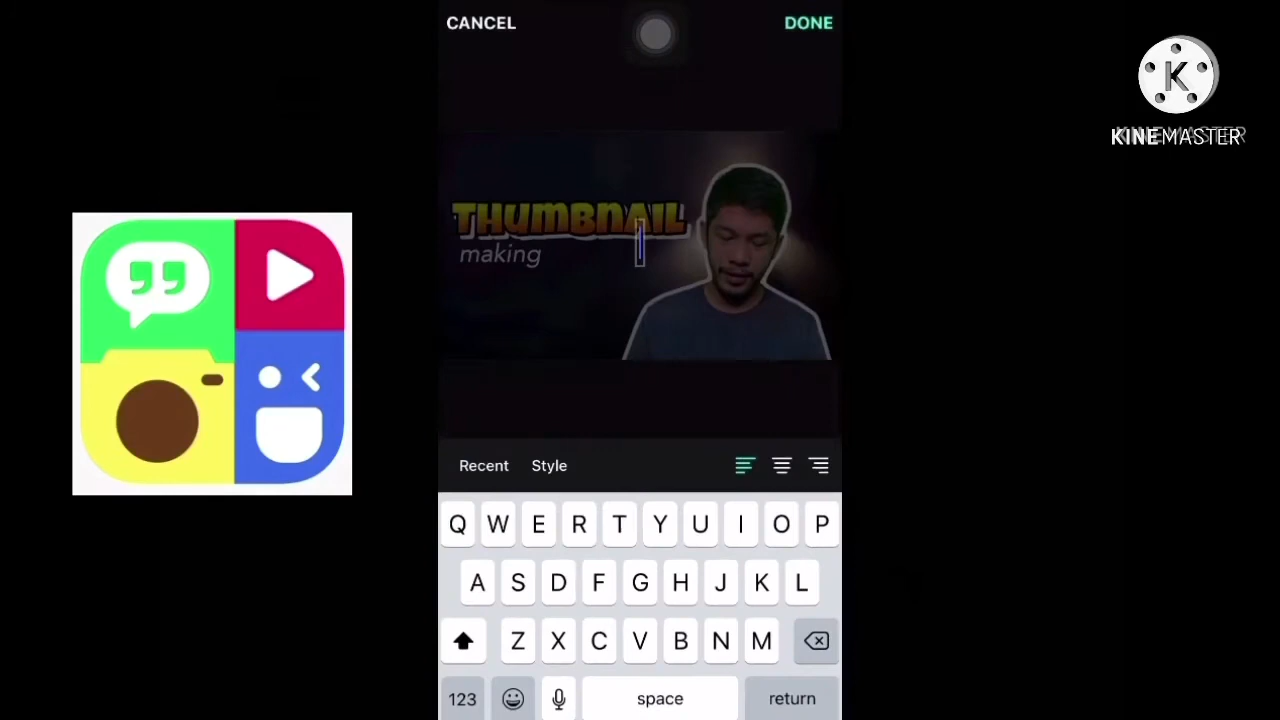 CANCEL
DONE
K
KINEMASTER
THUMBNAIL
making
Recent Style
Q W E R T Y U I O P
A S D F G H J K L
Z X C V B N M
123
space
return